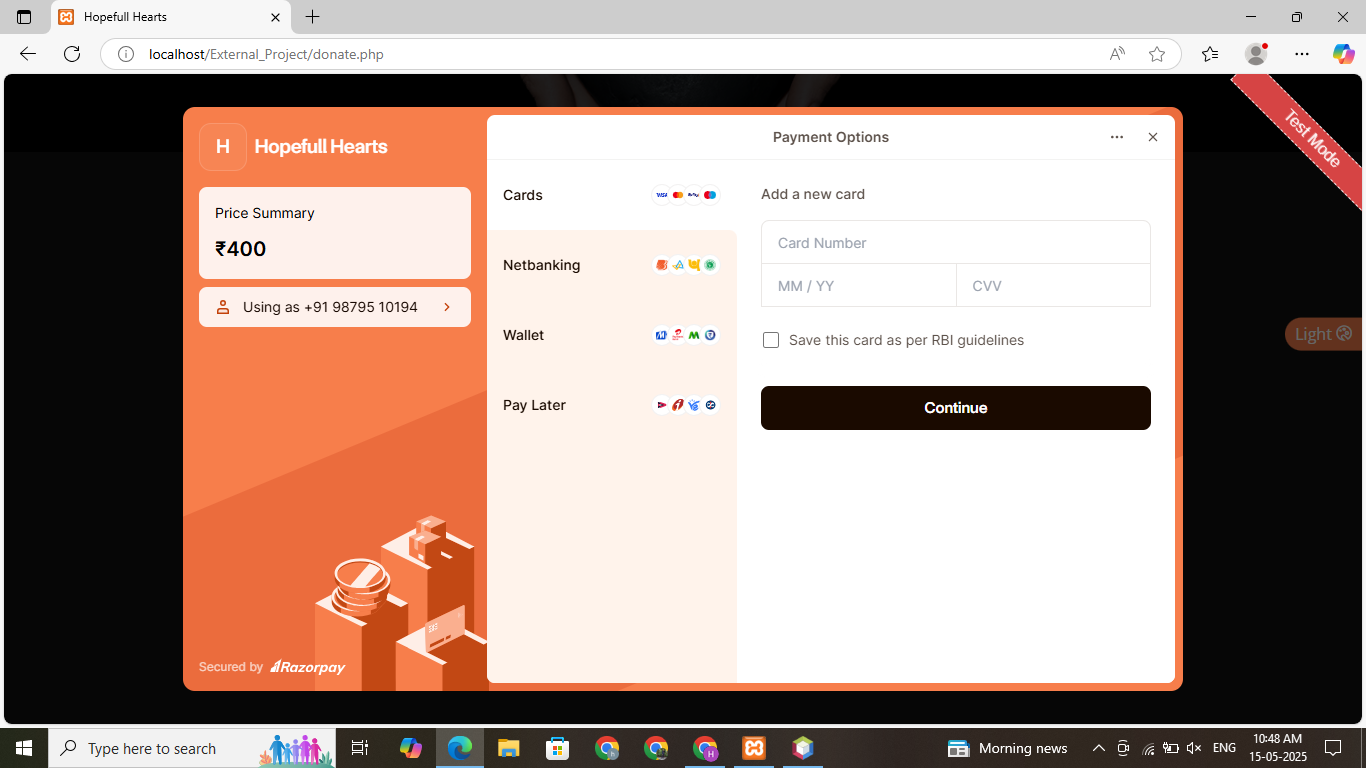 Hopefull Hearts
localhost/External_Project/donate.php
H
Hopefull Hearts
Price Summary
₹400
Using as +91 98795 10194
Secured by Razorpay
Payment Options
Cards
VISA
Netbanking
Wallet
Pay Later
Add a new card
Card Number
MM / YY
CVV
Save this card as per RBI guidelines
Continue
Test Mode
Light
Type here to search
Morning news
ENG
10:48 AM
15-05-2025